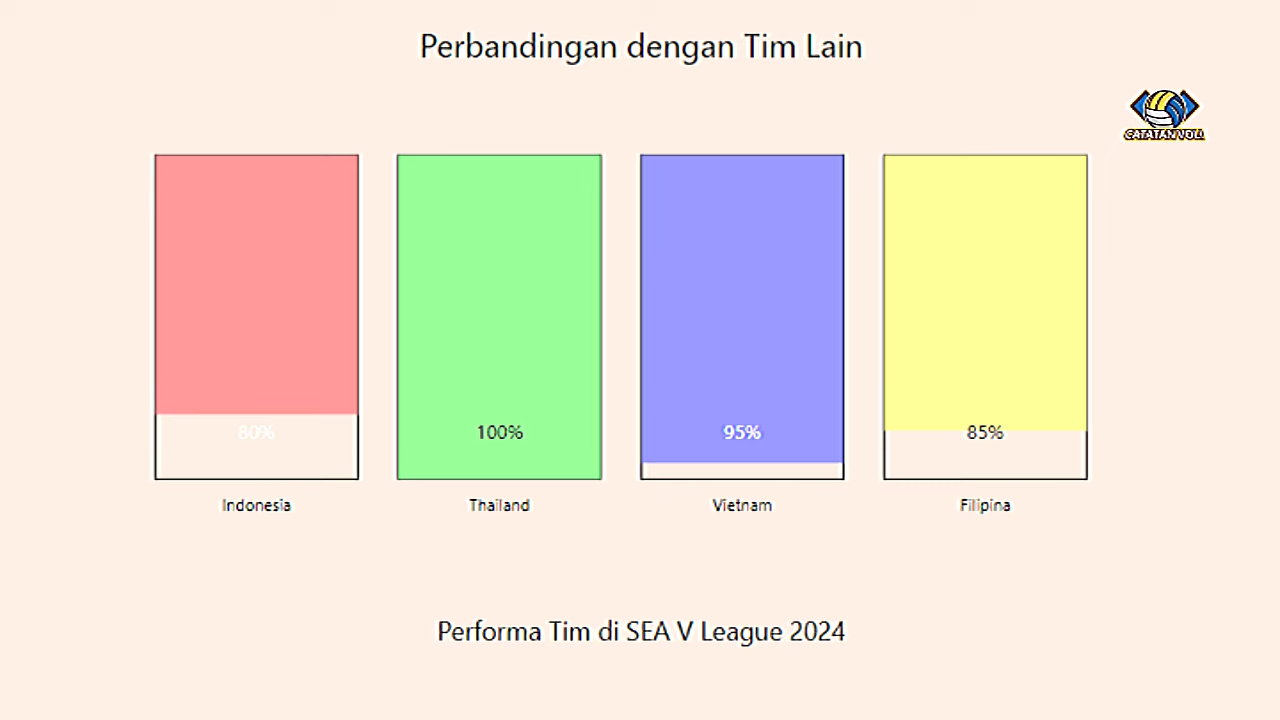 Perbandingan dengan Tim Lain
CATATAN VOLI
80%
100%
95%
85%
Indonesia
Thailand
Vietnam
Filipina
Performa Tim di SEA V League 2024